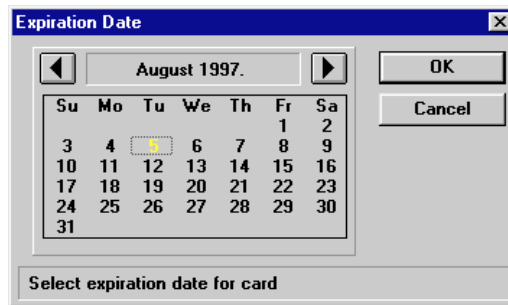 Expiration Date
August 1997.
OK
Cancel
Su Mo Tu We Th Fr Sa
1 2
3 4 5 6 7 8 9
10 11 12 13 14 15 16
17 18 19 20 21 22 23
24 25 26 27 28 29 30
31
Select expiration date for card